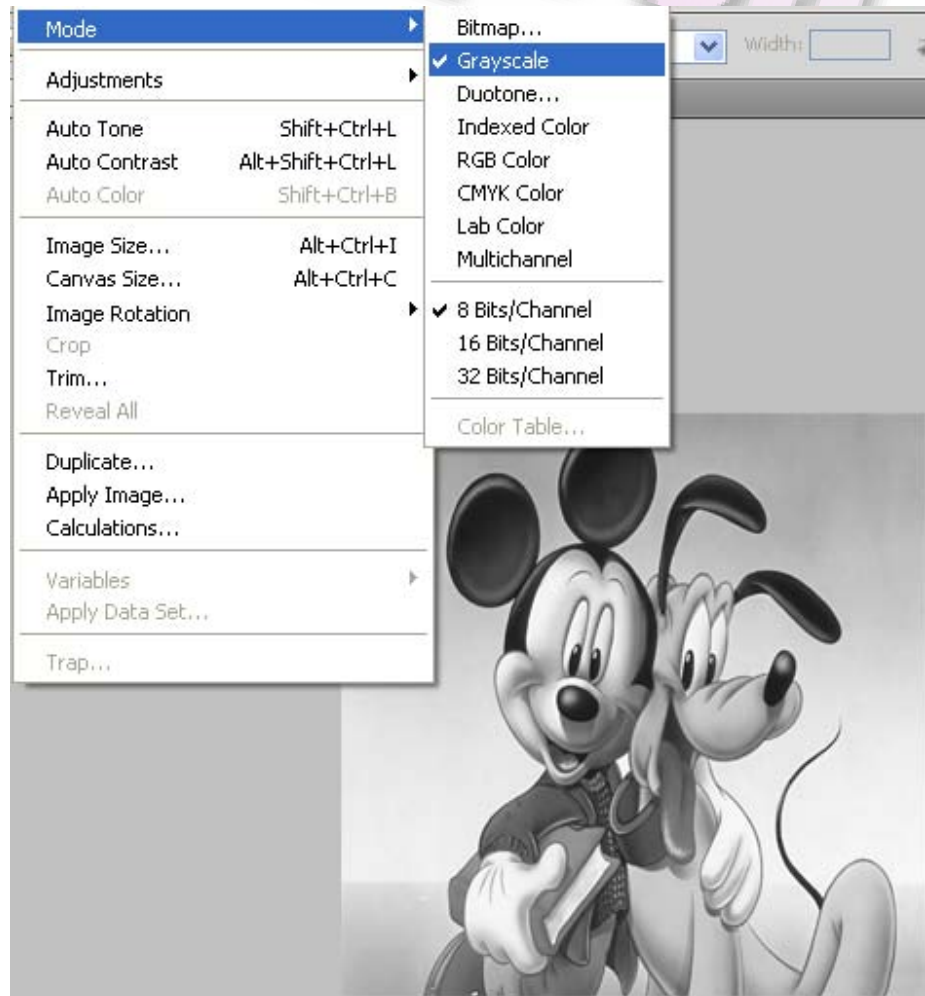 Mode
Adjustments
Auto Tone Shift+Ctrl+L
Auto Contrast Alt+Shift+Ctrl+L
Auto Color Shift+Ctrl+B
Image Size... Alt+Ctrl+I
Canvas Size... Alt+Ctrl+C
Image Rotation
Crop
Trim...
Reveal All
Duplicate...
Apply Image...
Calculations...
Variables
Apply Data Set...
Trap...
Bitmap...
Grayscale
Duotone...
Indexed Color
RGB Color
CMYK Color
Lab Color
Multichannel
8 Bits/Channel
16 Bits/Channel
32 Bits/Channel
Color Table...
Width: